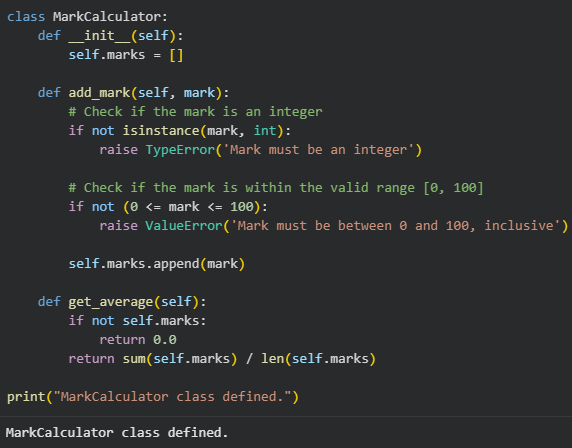 class MarkCalculator:
    def __init__(self):
        self.marks = []

    def add_mark(self, mark):
        # Check if the mark is an integer
        if not isinstance(mark, int):
            raise TypeError('Mark must be an integer')

        # Check if the mark is within the valid range [0, 100]
        if not (0 <= mark <= 100):
            raise ValueError('Mark must be between 0 and 100, inclusive')

        self.marks.append(mark)

    def get_average(self):
        if not self.marks:
            return 0.0
        return sum(self.marks) / len(self.marks)

print("MarkCalculator class defined.")
MarkCalculator class defined.